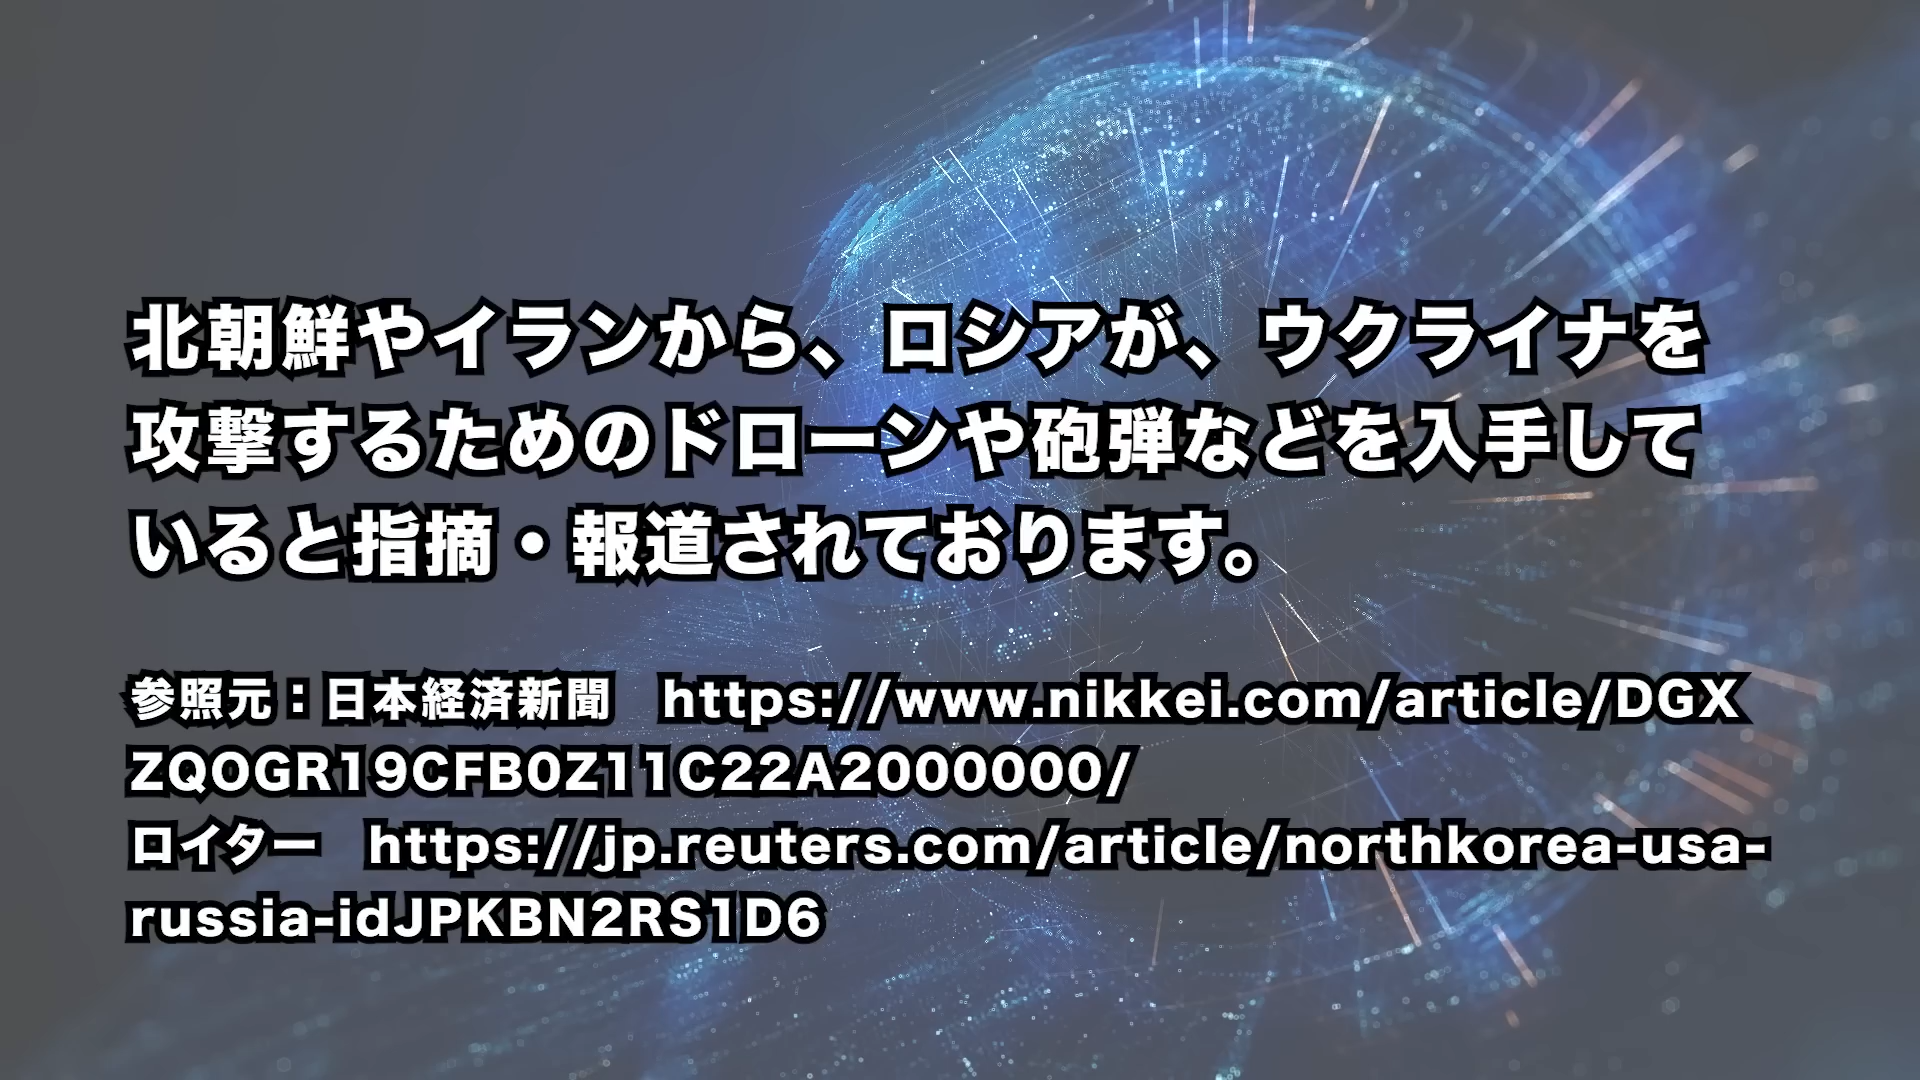 北朝鮮やイランから、ロシアが、ウクライナを
攻撃するためのドローンや砲弾などを入手して
いると指摘・報道されております。
参照元：日本経済新聞　https://www.nikkei.com/article/DGX
ZQOGR19CFB0Z11C22A2000000/
ロイター　https://jp.reuters.com/article/northkorea-usa-
russia-idJPKBN2RS1D6